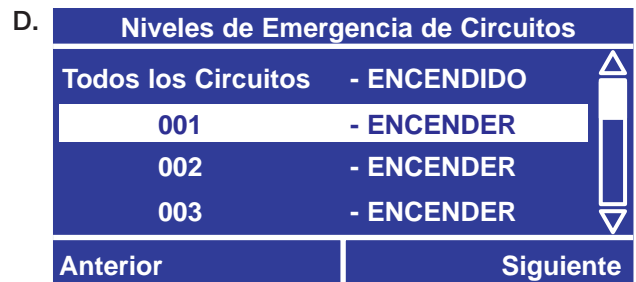 D.
Niveles de Emergencia de Circuitos
Todos los Circuitos - ENCENDIDO
001 - ENCENDER
002 - ENCENDER
003 - ENCENDER
Anterior Siguiente